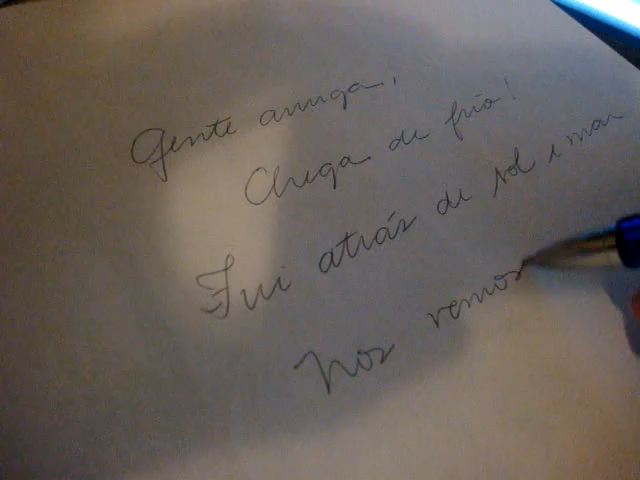 Gente amiga,
Chega de frio!
Fui atrás de sol e mar
Nos vemos